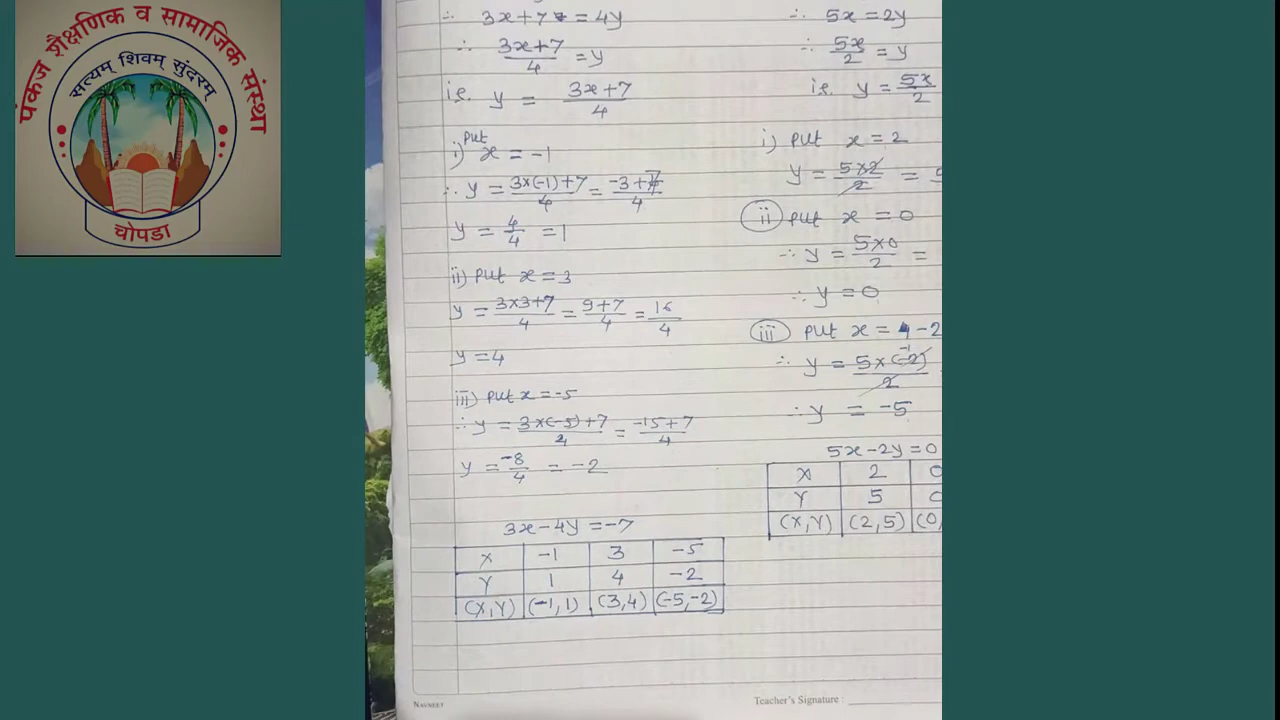 पंकज शैक्षणिक व सामाजिक संस्था
सत्यम् शिवम् सुंदरम्
चोपडा
∴ 3x+7 = 4y
∴ (3x+7)/4 = y
i.e. y = (3x+7)/4
i) put x = -1
∴ y = (3×(-1)+7)/4 = (-3+7)/4
y = 4/4 = 1
ii) put x = 3
y = (3×3+7)/4 = (9+7)/4 = 16/4
y = 4
iii) put x = -5
∴ y = (3×(-5)+7)/4 = (-15+7)/4
y = -8/4 = -2
3x-4y = -7
X -1 3 -5
Y 1 4 -2
(X,Y) (-1,1) (3,4) (-5,-2)
∴ 5x = 2y
∴ 5x/2 = y
i.e. y = 5x/2
i) put x = 2
y = (5×2)/2 =
ii put x = 0
∴ y = (5×0)/2 =
∴ y = 0
iii put x = -2
∴ y = (5×(-2))/2
∴ y = -5
5x-2y = 0
X 2 0
Y 5
(X,Y) (2,5) (0,
NAVNEET
Teacher's Signature :